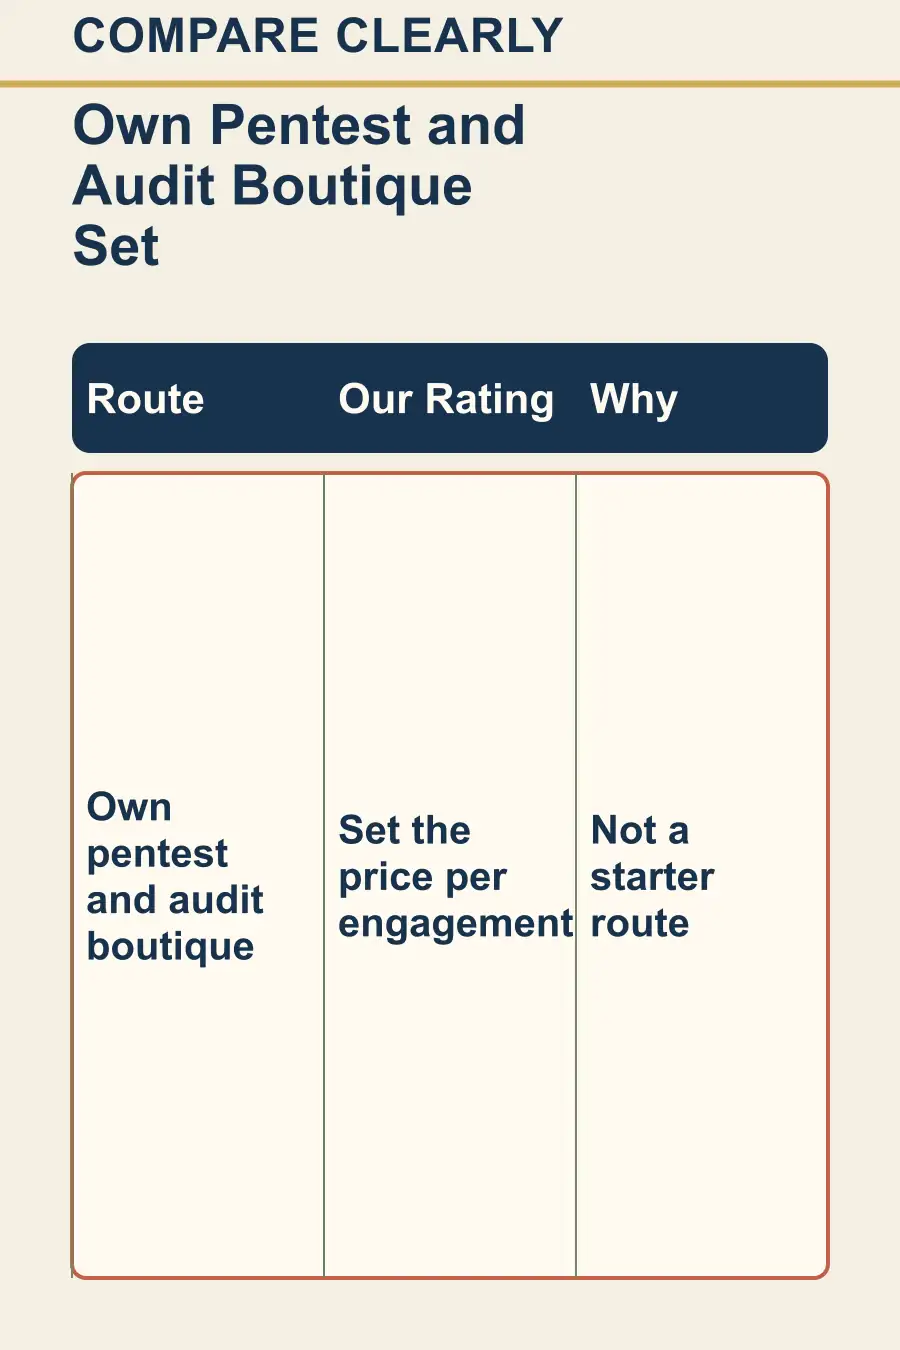 COMPARE CLEARLY
Own Pentest and
Audit Boutique
Set
Route
Our Rating
Why
Own
pentest
and audit
boutique
Set the
price per
engagement
Not a
starter
route